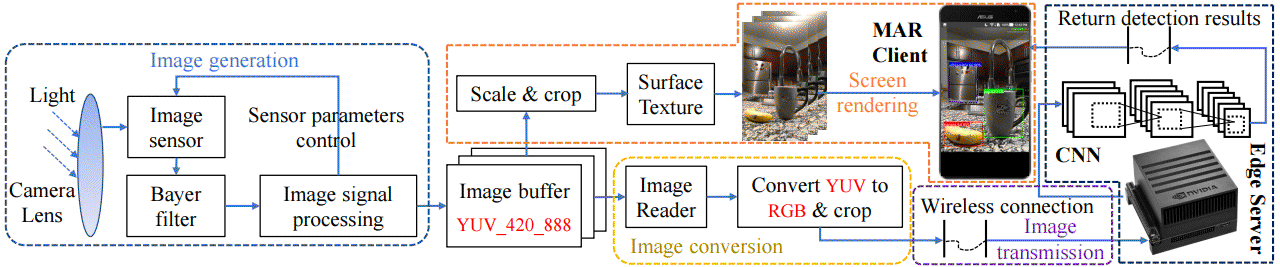 Image generation
Light
Camera
Lens
Image
sensor
Sensor parameters
control
Bayer
filter
Image signal
processing
Image buffer
YUV_420_888
Scale & crop
Surface
Texture
MAR
Client
Screen
rendering
ASUS
Image
Reader
Convert YUV to
RGB & crop
Image conversion
Wireless connection
Image
transmission
Return detection results
CNN
Edge Server
NVIDIA